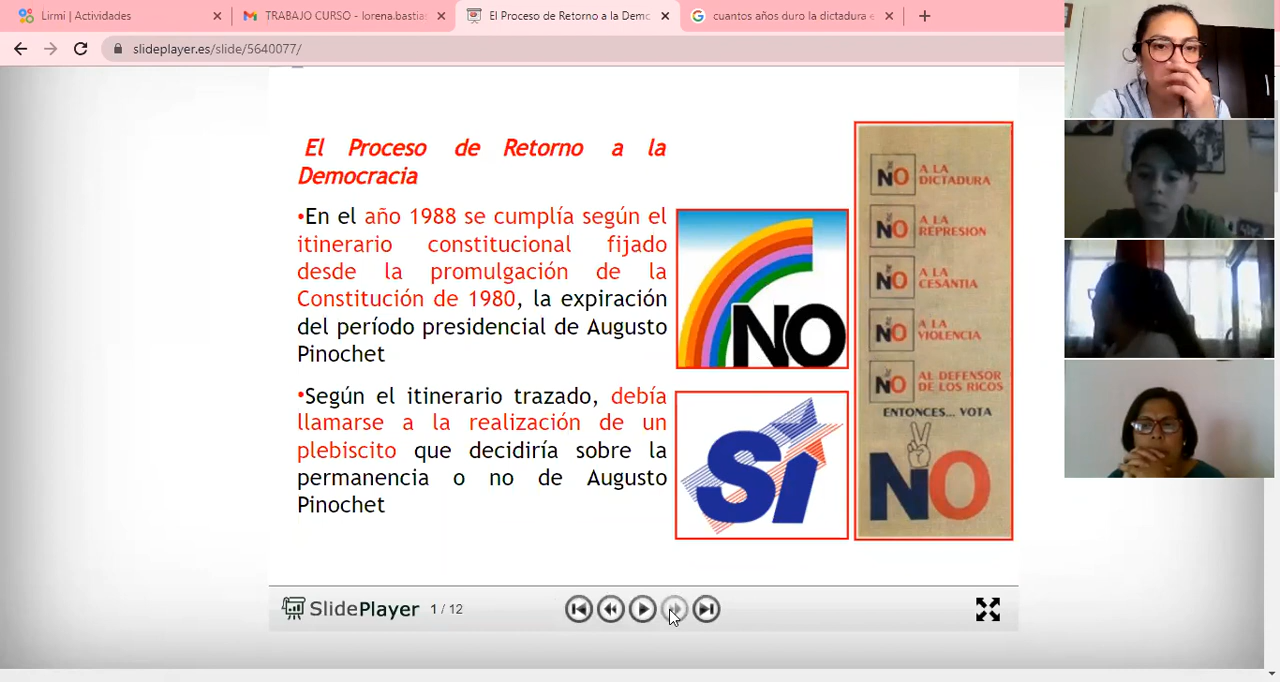 Lirmi | Actividades
TRABAJO CURSO - lorena.bastia
El Proceso de Retorno a la Demo
cuantos años duro la dictadura e
slideplayer.es/slide/5640077/
El Proceso de Retorno a la
Democracia
•En el año 1988 se cumplía según el
itinerario constitucional fijado
desde la promulgación de la
Constitución de 1980, la expiración
del período presidencial de Augusto
Pinochet
•Según el itinerario trazado, debía
llamarse a la realización de un
plebiscito que decidiría sobre la
permanencia o no de Augusto
Pinochet
NO
SÍ
NO A LA
DICTADURA
NO A LA
REPRESION
NO A LA
CESANTIA
NO A LA
VIOLENCIA
NO AL DEFENSOR
DE LOS RICOS
ENTONCES... VOTA
NO
SlidePlayer 1 / 12